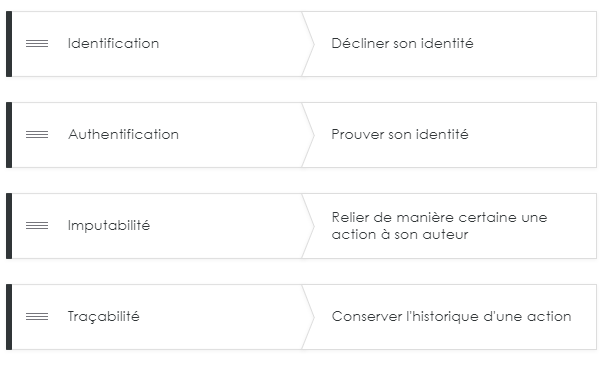 Identification
Décliner son identité
Authentification
Prouver son identité
Imputabilité
Relier de manière certaine une
action à son auteur
Traçabilité
Conserver l'historique d'une action